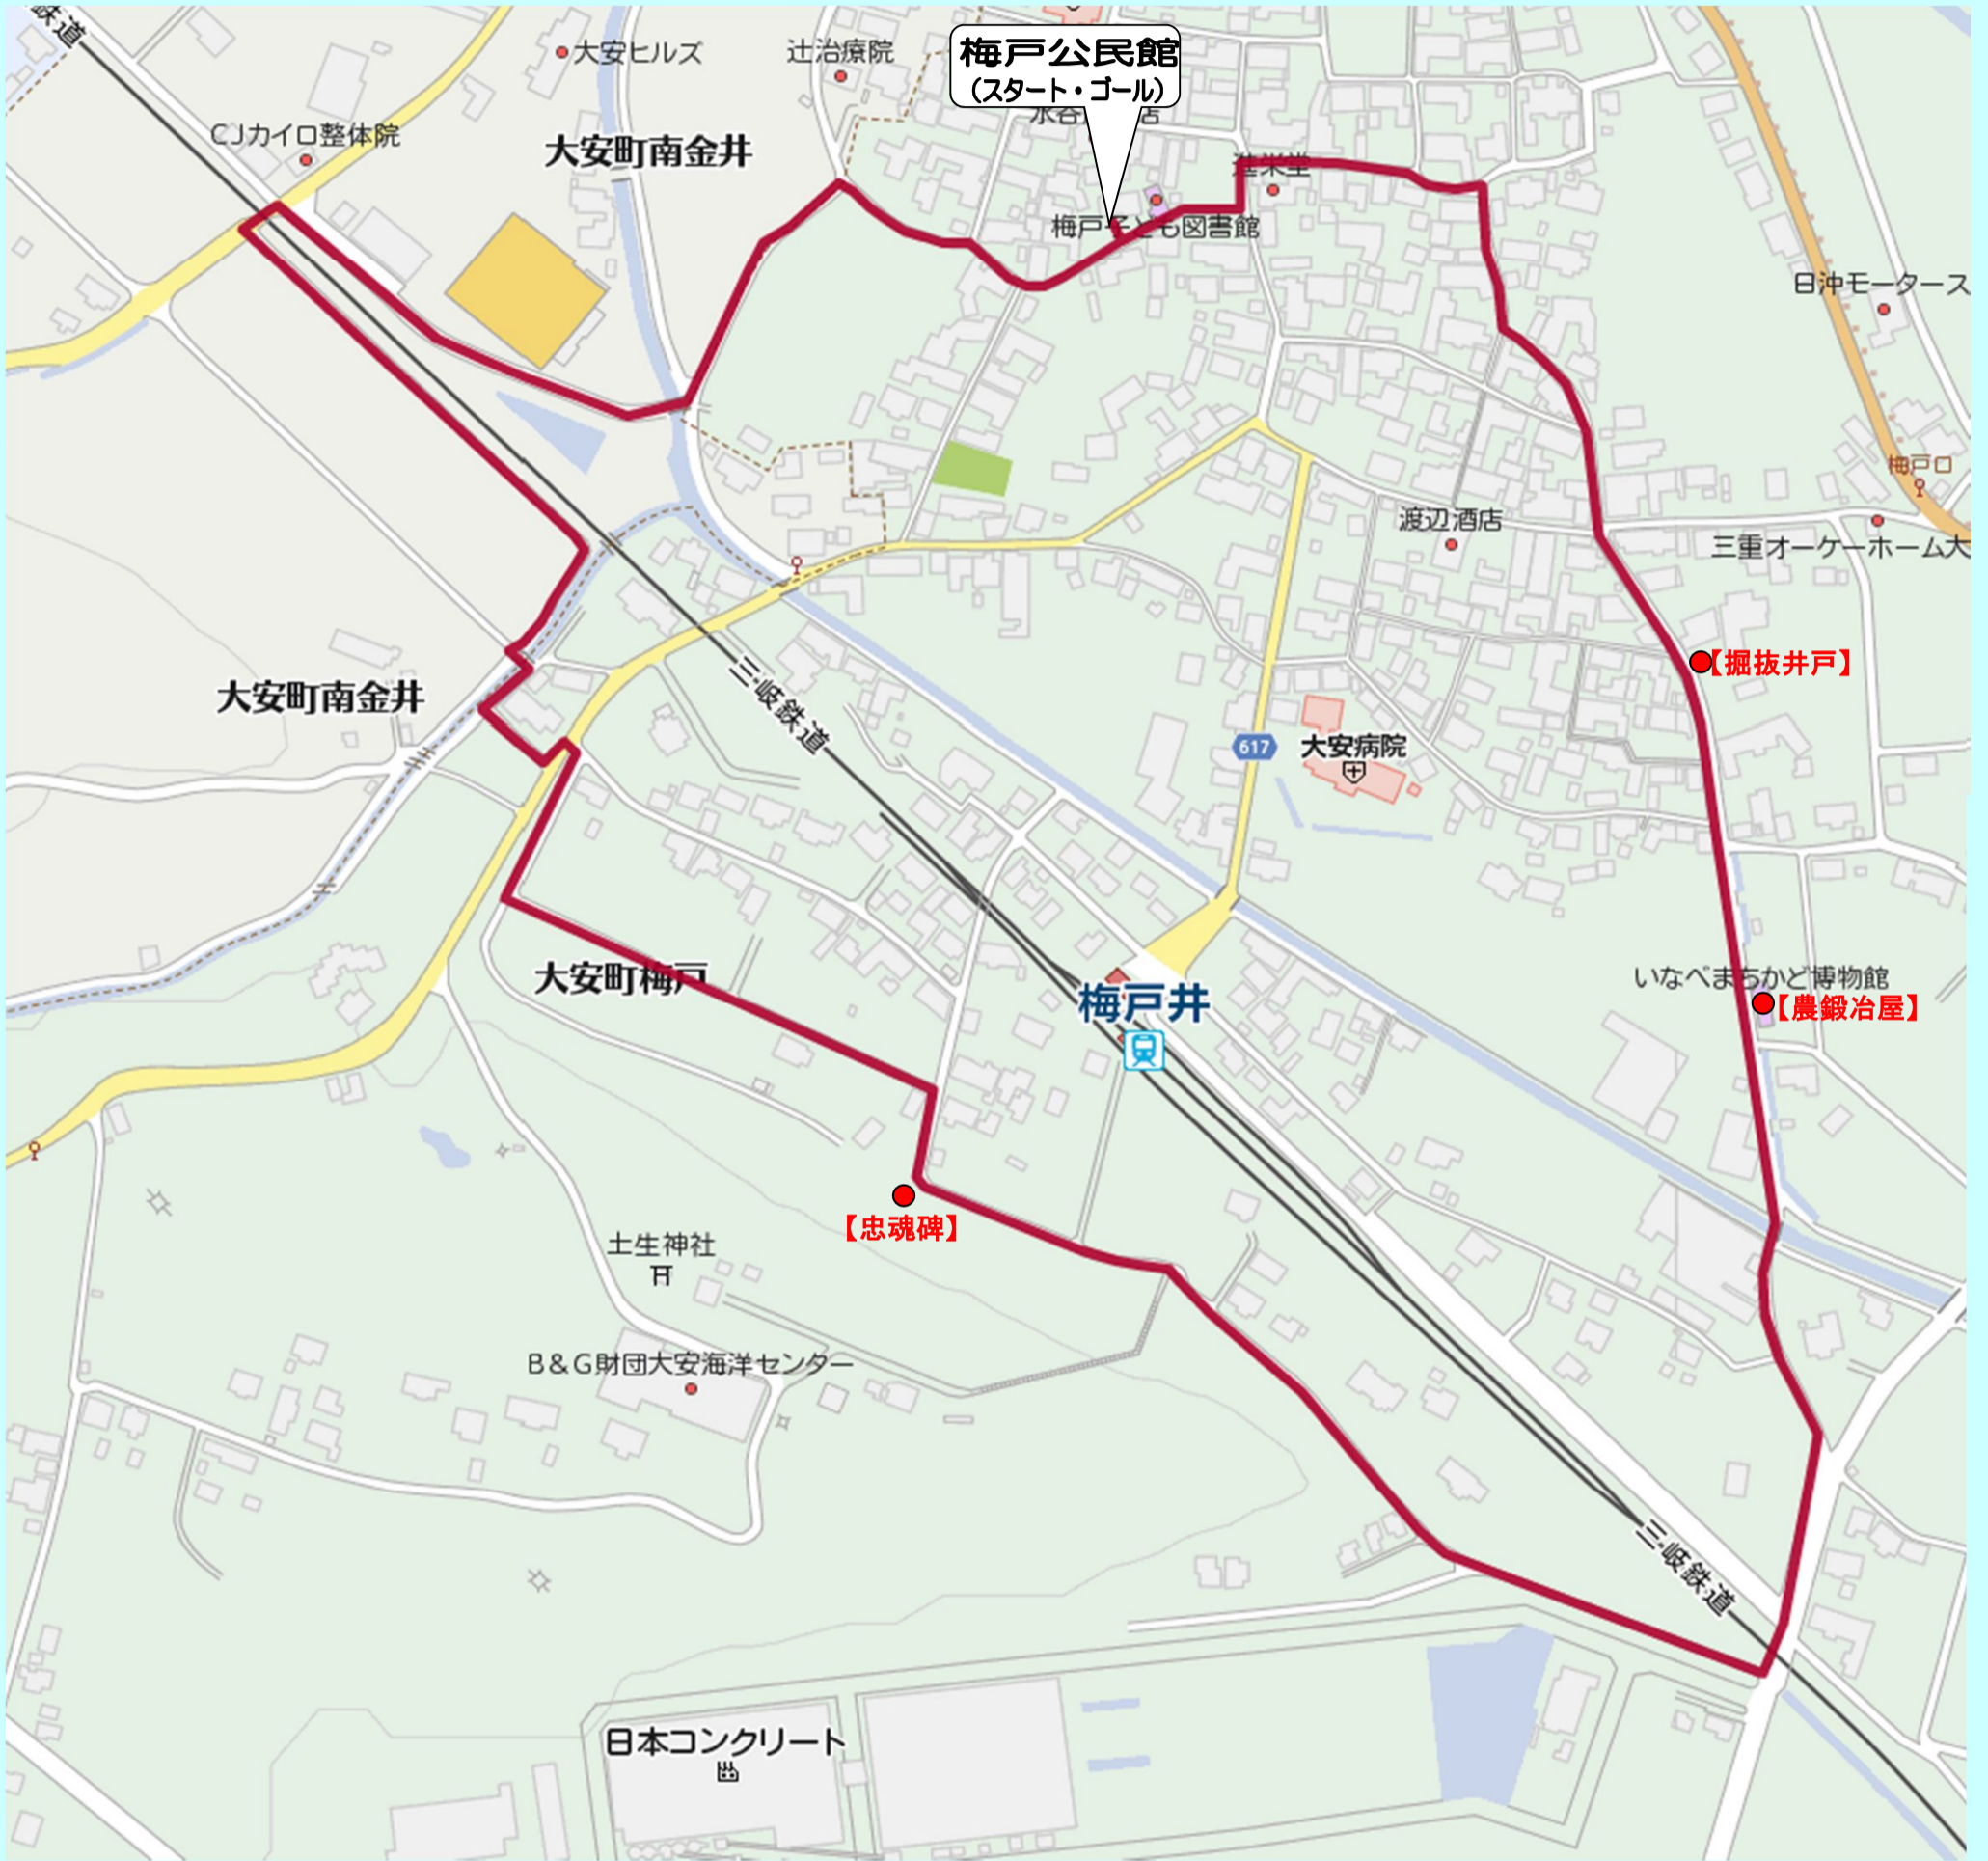 鉄道
大安ヒルズ
辻治療院
梅戸公民館
(スタート・ゴール)
CJカイロ整体院
大安町南金井
進栄堂
梅戸子ども図書館
日沖モータース
梅戸口
渡辺酒店
三重オーケーホーム大
【掘抜井戸】
大安町南金井
三岐鉄道
617
大安病院
大安町梅戸
いなべまちかど博物館
【農鍛冶屋】
梅戸井
【忠魂碑】
土生神社
B&G財団大安海洋センター
三岐鉄道
日本コンクリート